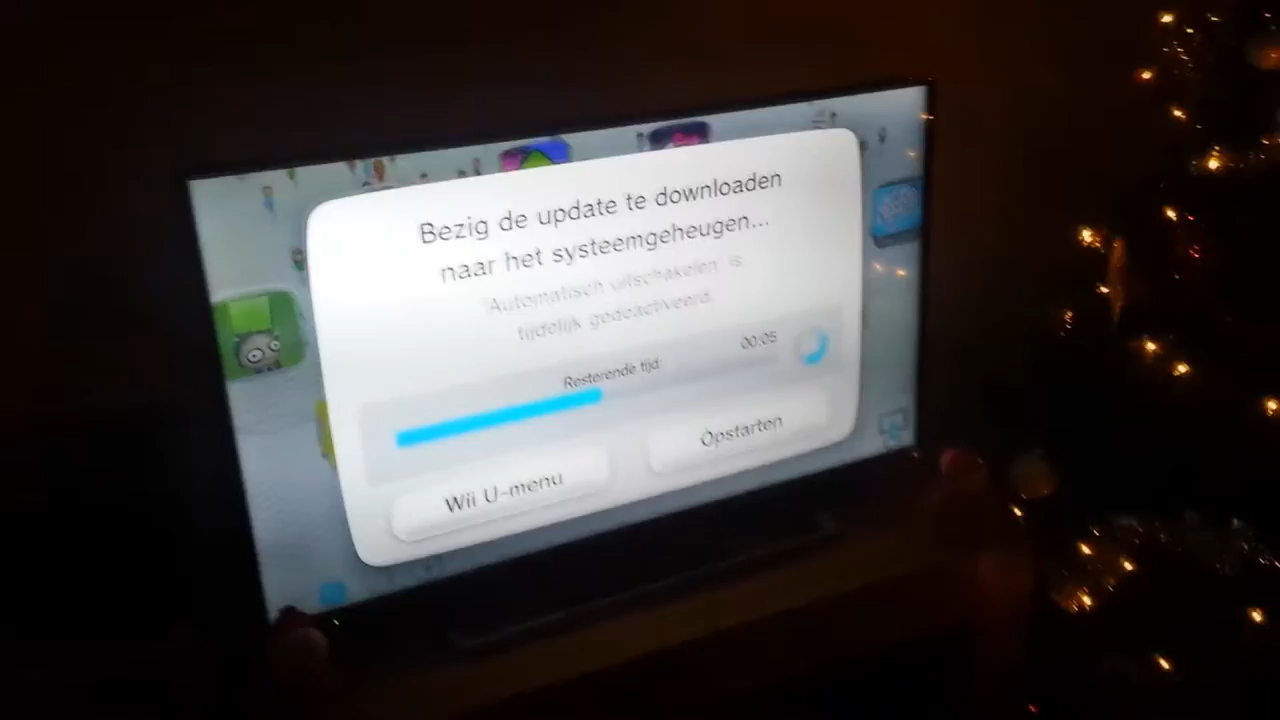 Bezig de update te downloaden
naar het systeemgeheugen...
'Automatisch uitschakelen' is
tijdelijk gedeactiveerd.
Resterende tijd:
00:05
Wii U-menu
Opstarten